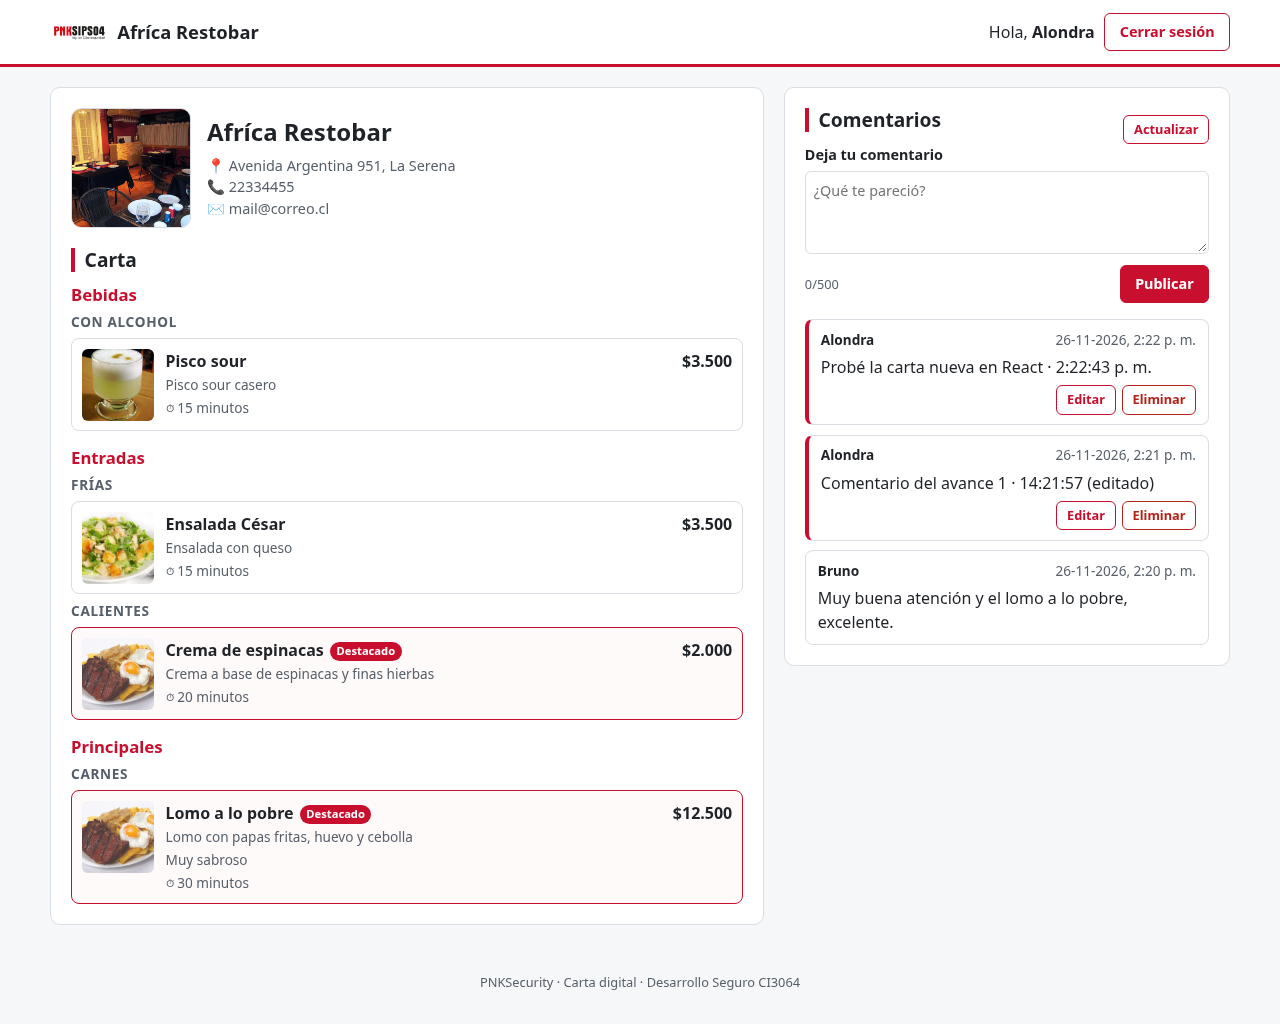 PNKSIPS04
Afríca Restobar
Hola, Alondra
Cerrar sesión
Afríca Restobar
📍 Avenida Argentina 951, La Serena
📞 22334455
✉️ mail@correo.cl
Carta
Bebidas
CON ALCOHOL
Pisco sour
$3.500
Pisco sour casero
⏱ 15 minutos
Entradas
FRÍAS
Ensalada César
$3.500
Ensalada con queso
⏱ 15 minutos
CALIENTES
Crema de espinacas Destacado
$2.000
Crema a base de espinacas y finas hierbas
⏱ 20 minutos
Principales
CARNES
Lomo a lo pobre Destacado
$12.500
Lomo con papas fritas, huevo y cebolla
Muy sabroso
⏱ 30 minutos
Comentarios
Actualizar
Deja tu comentario
¿Qué te pareció?
0/500
Publicar
Alondra
26-11-2026, 2:22 p. m.
Probé la carta nueva en React · 2:22:43 p. m.
Editar
Eliminar
Alondra
26-11-2026, 2:21 p. m.
Comentario del avance 1 · 14:21:57 (editado)
Editar
Eliminar
Bruno
26-11-2026, 2:20 p. m.
Muy buena atención y el lomo a lo pobre,
excelente.
PNKSecurity · Carta digital · Desarrollo Seguro CI3064